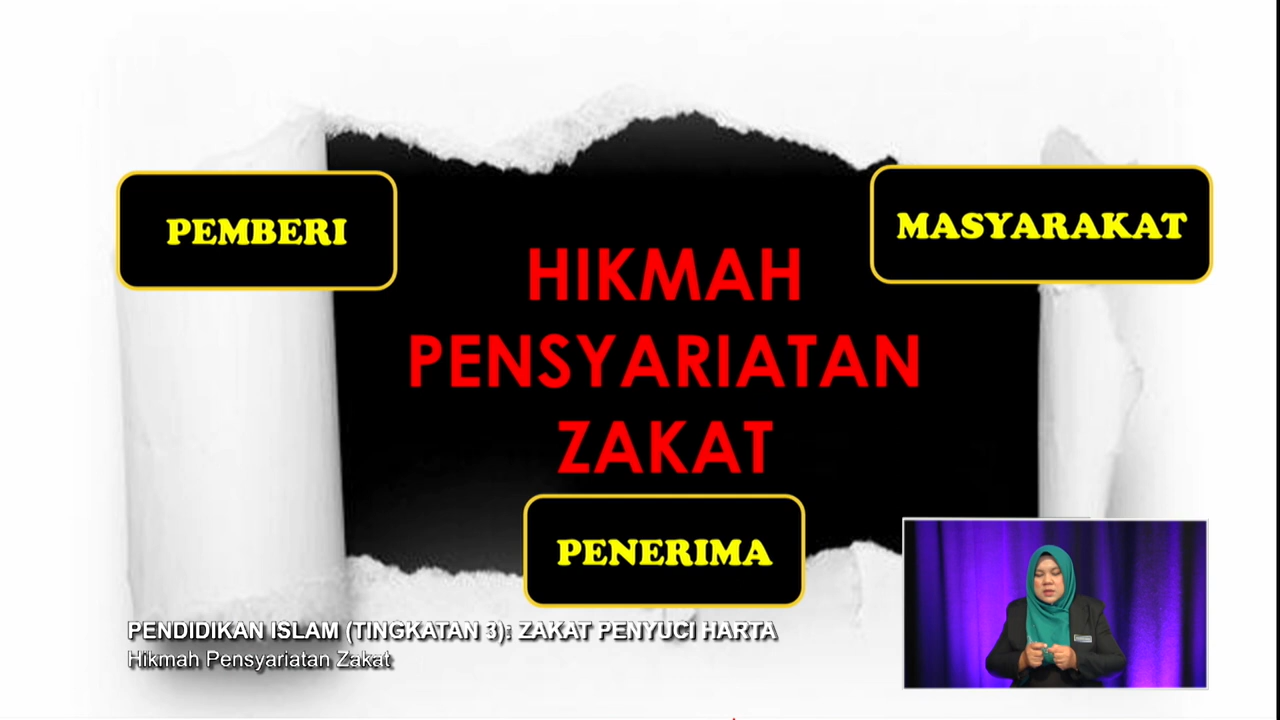 PEMBERI
MASYARAKAT
HIKMAH
PENSYARIATAN
ZAKAT
PENERIMA
PENDIDIKAN ISLAM (TINGKATAN 3): ZAKAT PENYUCI HARTA
Hikmah Pensyariatan Zakat